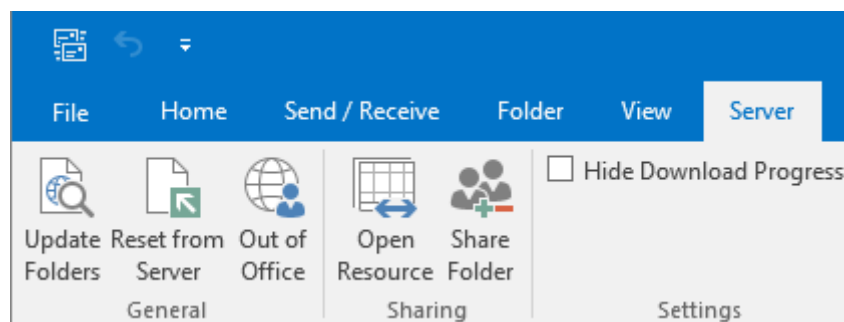 File Home Send / Receive Folder View Server
Update Reset from Out of Open Share Hide Download Progress
Folders Server Office Resource Folder
General Sharing Settings